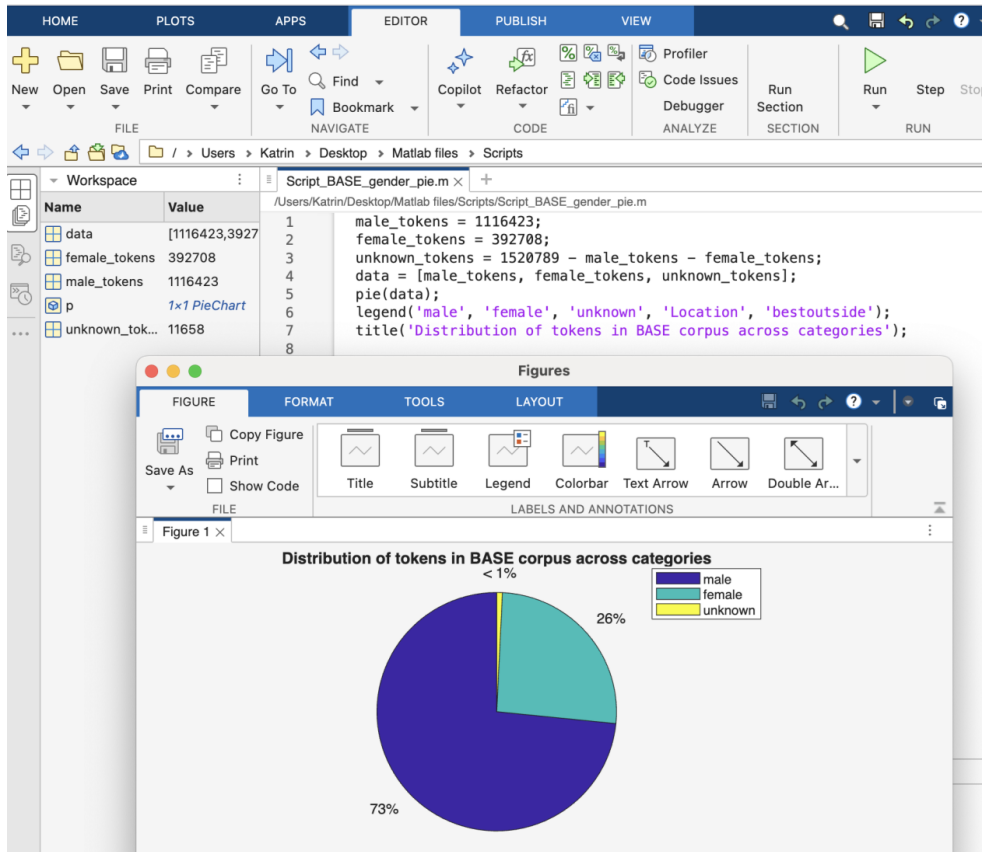 HOME PLOTS APPS EDITOR PUBLISH VIEW
New Open Save Print Compare Go To Find Bookmark Copilot Refactor Profiler Code Issues Debugger Run Section Run Step Stop
FILE NAVIGATE CODE ANALYZE SECTION RUN
/ > Users > Katrin > Desktop > Matlab files > Scripts
Workspace
Name Value
data [1116423,3927
female_tokens 392708
male_tokens 1116423
p 1×1 PieChart
unknown_tok... 11658
Script_BASE_gender_pie.m
/Users/Katrin/Desktop/Matlab files/Scripts/Script_BASE_gender_pie.m
1 male_tokens = 1116423;
2 female_tokens = 392708;
3 unknown_tokens = 1520789 - male_tokens - female_tokens;
4 data = [male_tokens, female_tokens, unknown_tokens];
5 pie(data);
6 legend('male', 'female', 'unknown', 'Location', 'bestoutside');
7 title('Distribution of tokens in BASE corpus across categories');
8
Figures
FIGURE FORMAT TOOLS LAYOUT
Save As Copy Figure Print Show Code
Title Subtitle Legend Colorbar Text Arrow Arrow Double Ar...
FILE LABELS AND ANNOTATIONS
Figure 1
Distribution of tokens in BASE corpus across categories
< 1%
male
female
unknown
26%
73%